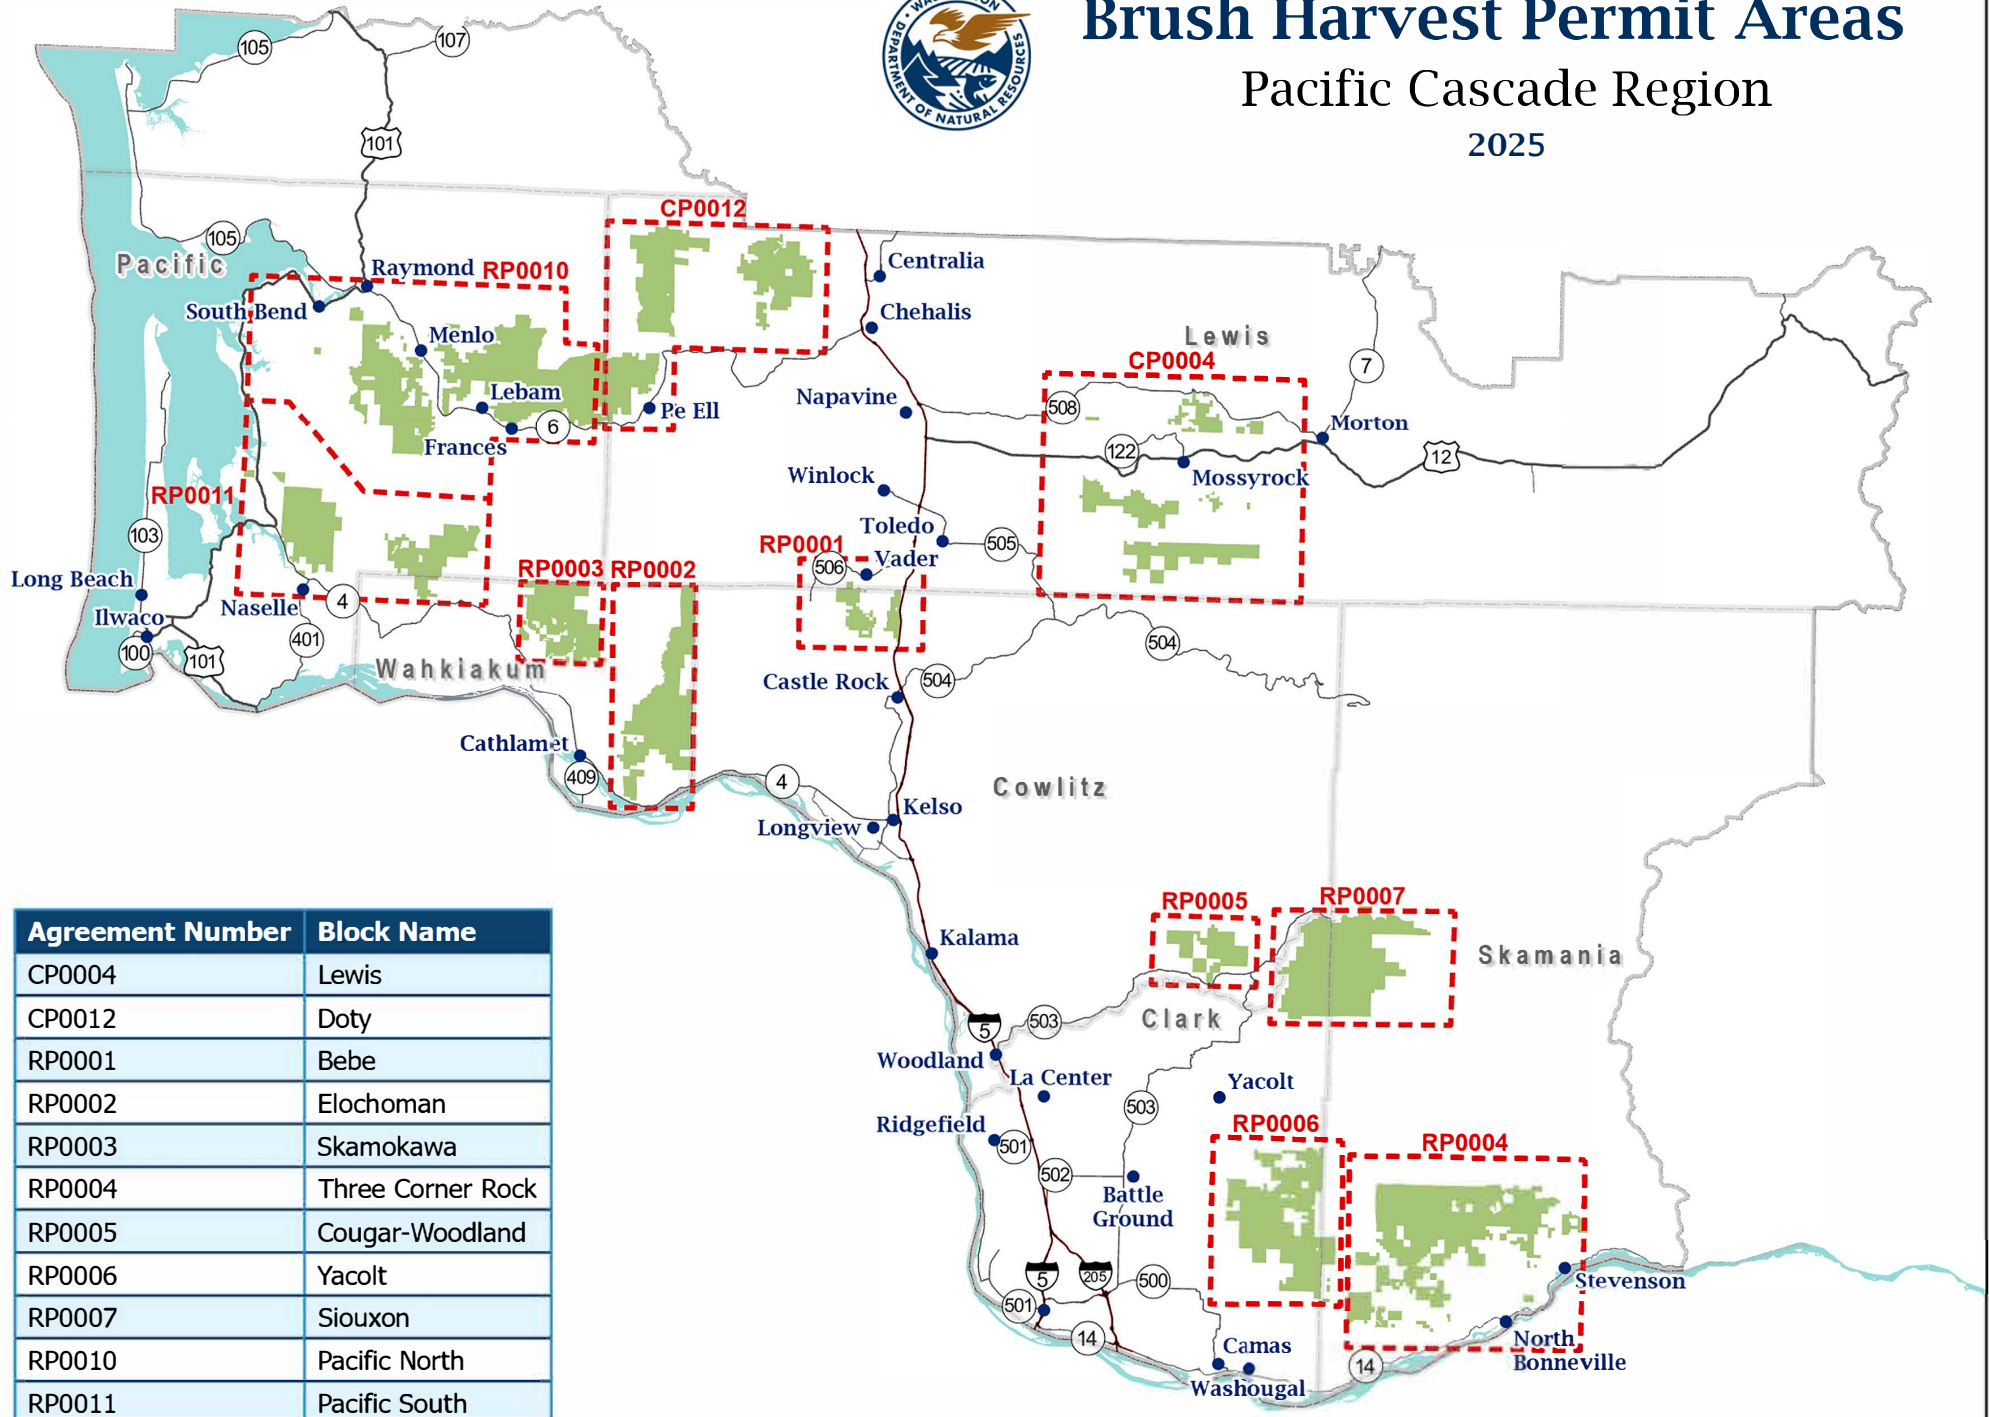 Brush Harvest Permit Areas
Pacific Cascade Region
2025
WASHINGTON
DEPARTMENT OF NATURAL RESOURCES
105
107
101
CP0012
105
Pacific
Raymond
RP0010
Centralia
South Bend
Chehalis
Menlo
Lewis
CP0004
7
Lebam
Napavine
508
Pe Ell
6
Morton
Frances
122
12
Winlock
Mossyrock
RP0011
103
Toledo
505
RP0001
Vader
506
RP0003
RP0002
Long Beach
Naselle
4
Ilwaco
401
504
100
101
Wahkiakum
Castle Rock
504
Cathlamet
409
4
Cowlitz
Kelso
Longview
RP0005
RP0007
Kalama
Skamania
5
503
Clark
Woodland
La Center
Yacolt
503
Ridgefield
501
RP0006
RP0004
502
Battle
Ground
5
205
500
Stevenson
501
14
Camas
North
Bonneville
14
Washougal
Agreement Number Block Name
CP0004 Lewis
CP0012 Doty
RP0001 Bebe
RP0002 Elochoman
RP0003 Skamokawa
RP0004 Three Corner Rock
RP0005 Cougar-Woodland
RP0006 Yacolt
RP0007 Siouxon
RP0010 Pacific North
RP0011 Pacific South